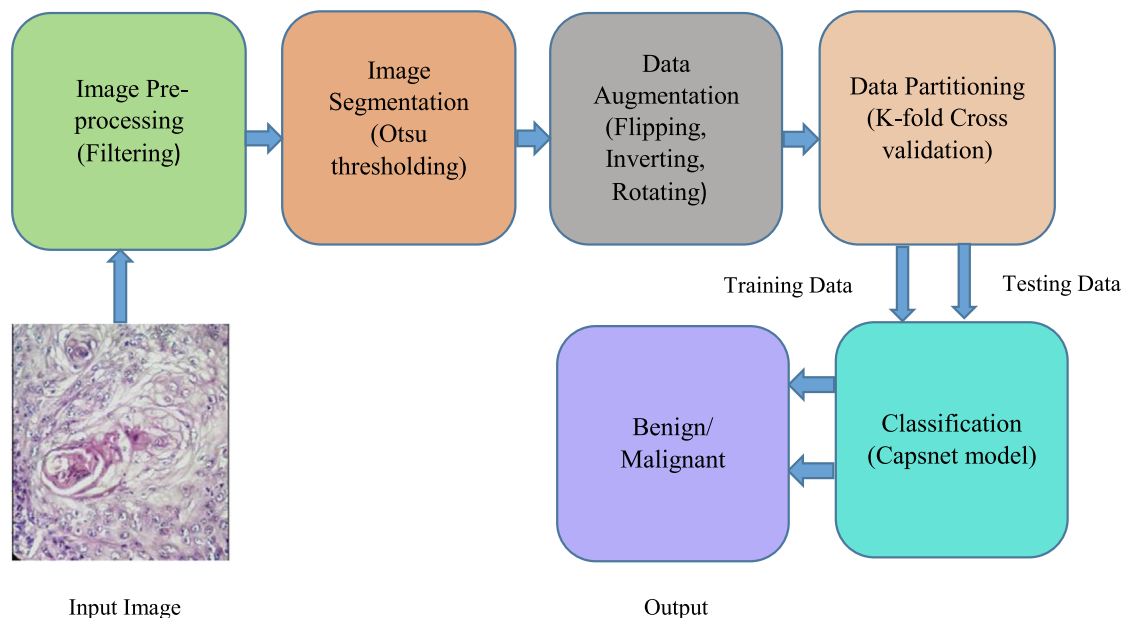 Image Pre-
processing
(Filtering)
Image
Segmentation
(Otsu
thresholding)
Data
Augmentation
(Flipping,
Inverting,
Rotating)
Data Partitioning
(K-fold Cross
validation)
Training Data
Testing Data
Benign/
Malignant
Classification
(Capsnet model)
Input Image
Output